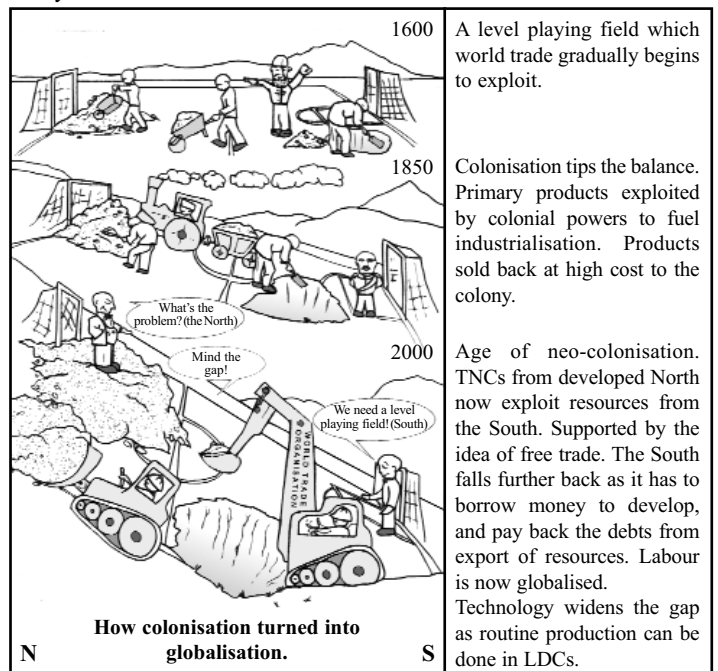 1600
A level playing field which
world trade gradually begins
to exploit.
1850
Colonisation tips the balance.
Primary products exploited
by colonial powers to fuel
industrialisation. Products
sold back at high cost to the
colony.
What's the
problem? (the North)
Mind the
gap!
2000
We need a level
playing field! (South)
WORLD TRADE
ORGANISATION
Age of neo-colonisation.
TNCs from developed North
now exploit resources from
the South. Supported by the
idea of free trade. The South
falls further back as it has to
borrow money to develop,
and pay back the debts from
export of resources. Labour
is now globalised.
Technology widens the gap
as routine production can be
done in LDCs.
How colonisation turned into
N globalisation. S